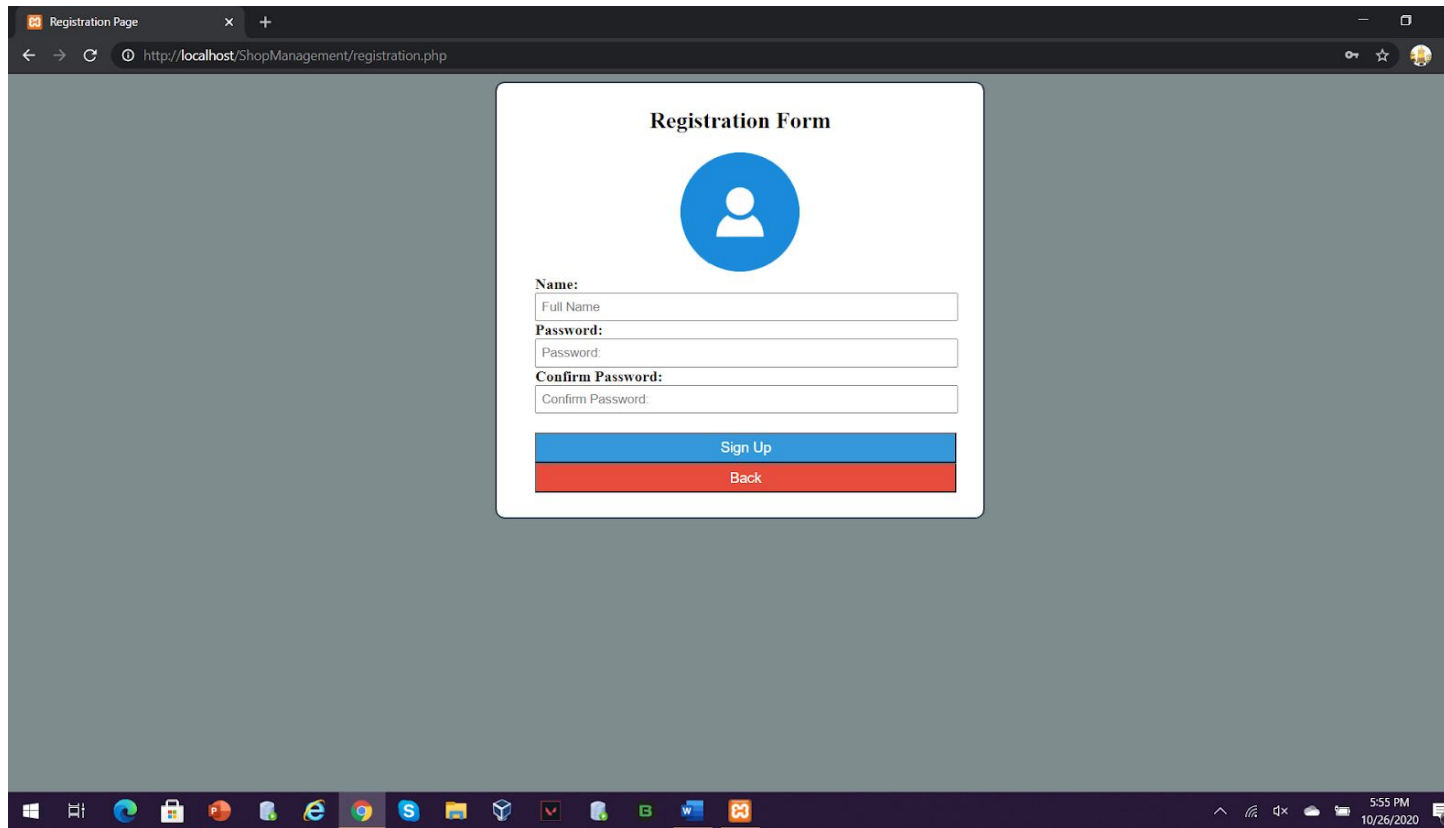 Registration Page
http://localhost/ShopManagement/registration.php
Registration Form
Name:
Full Name
Password:
Password:
Confirm Password:
Confirm Password:
Sign Up
Back
5:55 PM
10/26/2020